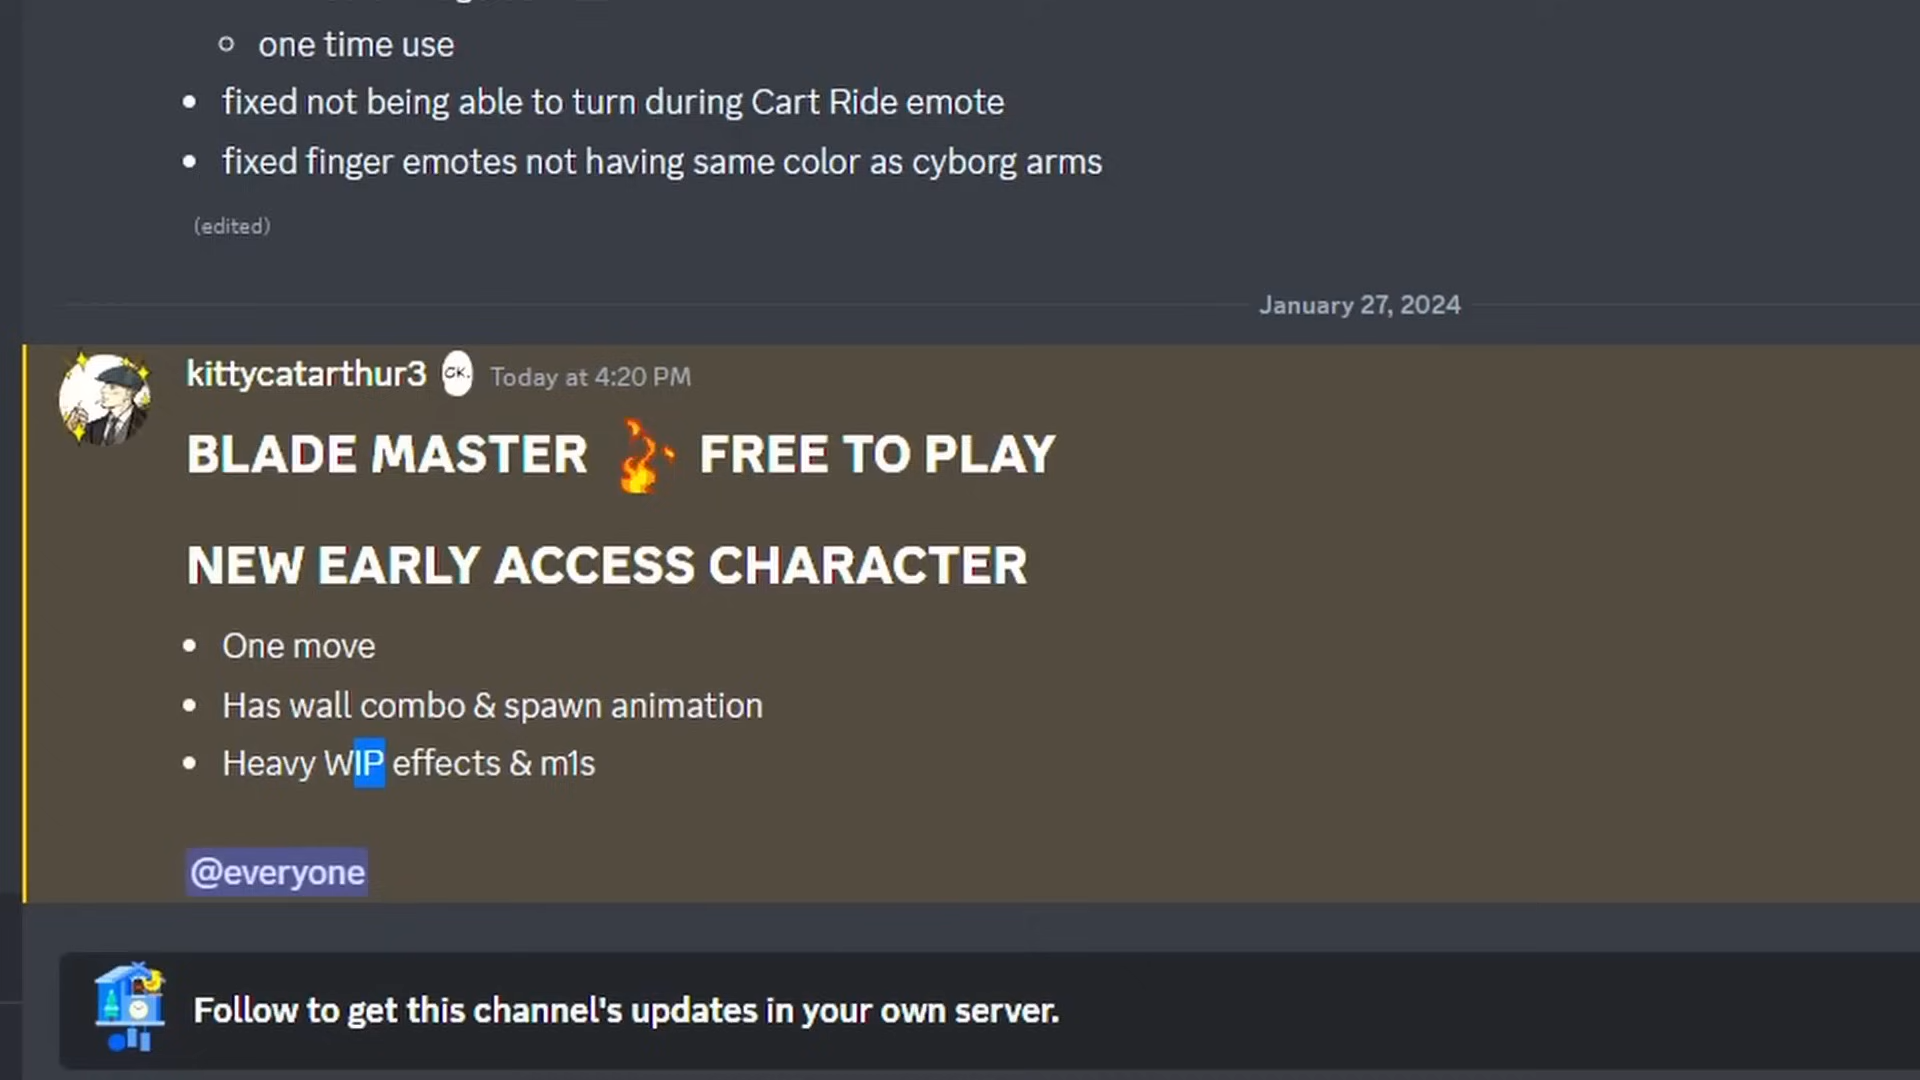 one time use
fixed not being able to turn during Cart Ride emote
fixed finger emotes not having same color as cyborg arms
(edited)
January 27, 2024
kittycatarthur3 GK. Today at 4:20 PM
BLADE MASTER FREE TO PLAY
NEW EARLY ACCESS CHARACTER
One move
Has wall combo & spawn animation
Heavy WIP effects & m1s
@everyone
Follow to get this channel's updates in your own server.